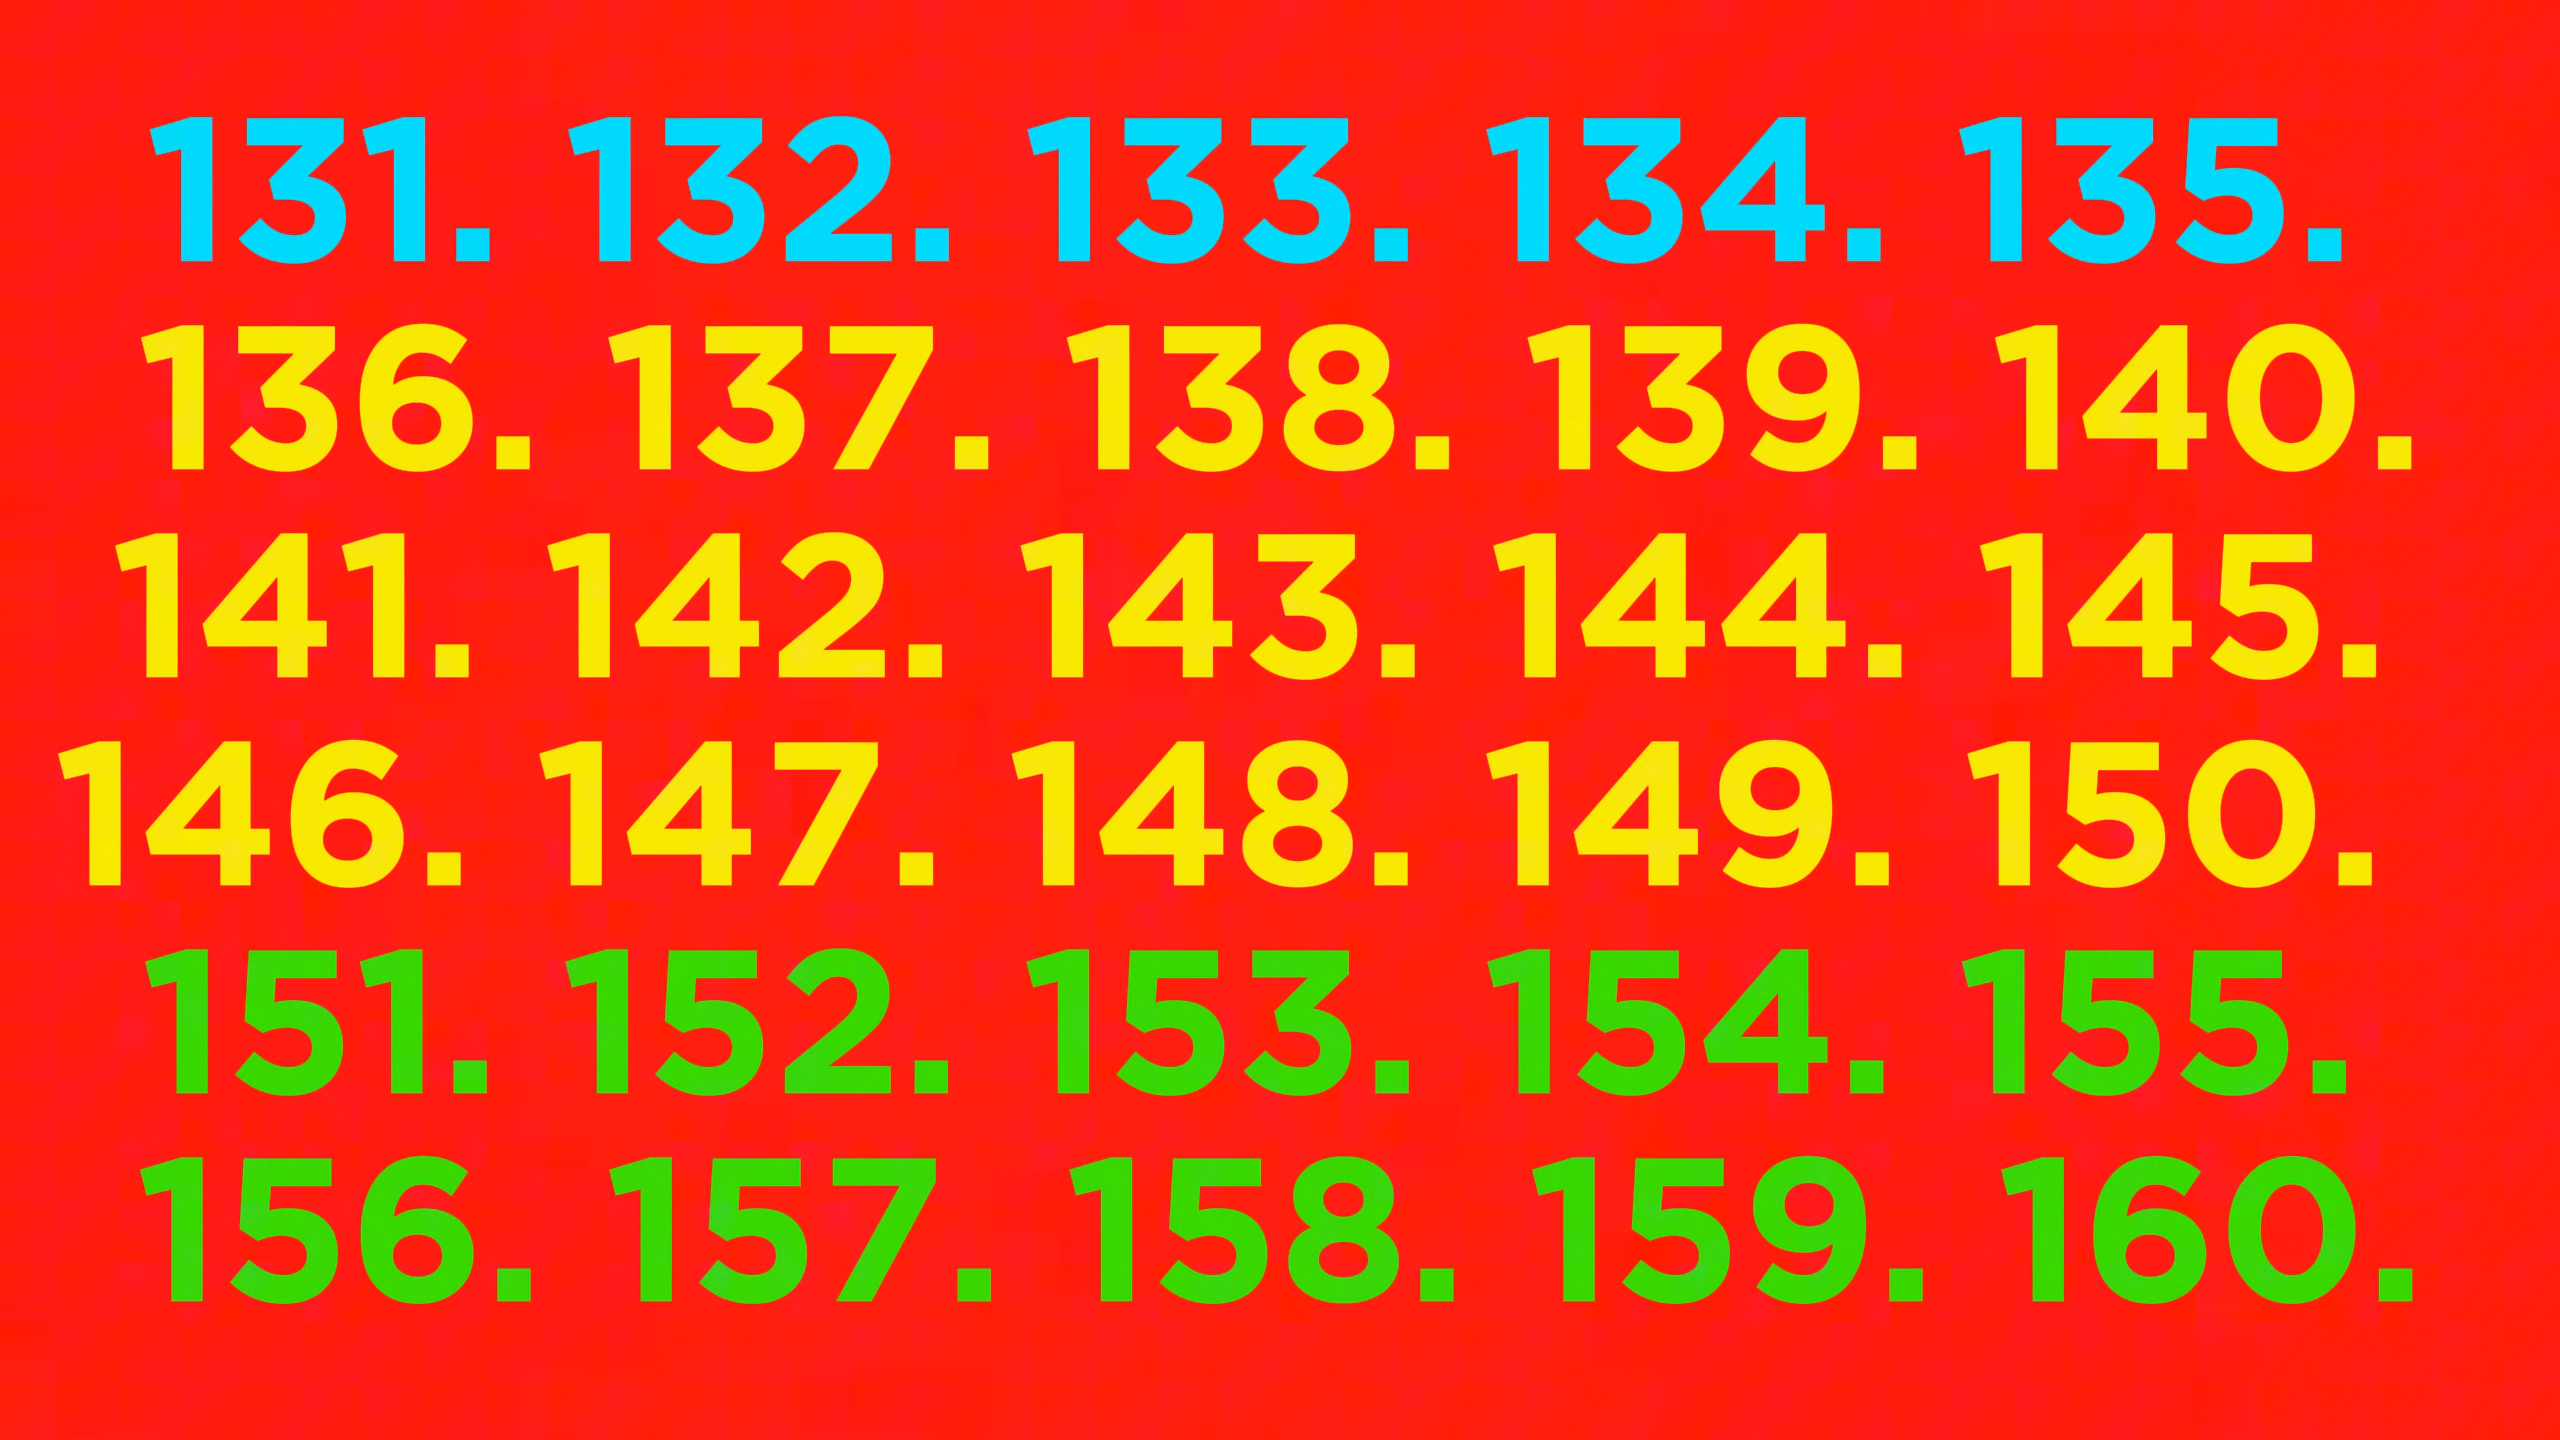 131. 132. 133. 134. 135.
136. 137. 138. 139. 140.
141. 142. 143. 144. 145.
146. 147. 148. 149. 150.
151. 152. 153. 154. 155.
156. 157. 158. 159. 160.